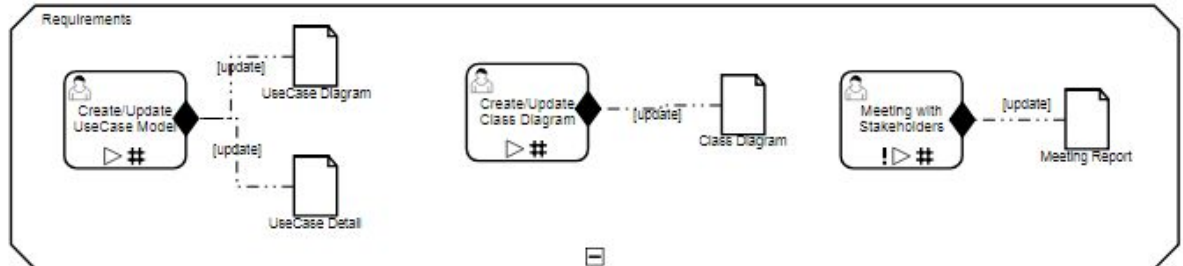 Requirements
[update]
UseCase Diagram
Create/Update
UseCase Model
[update]
UseCase Detail
Create/Update
Class Diagram
[update]
Class Diagram
Meeting with
Stakeholders
[update]
Meeting Report